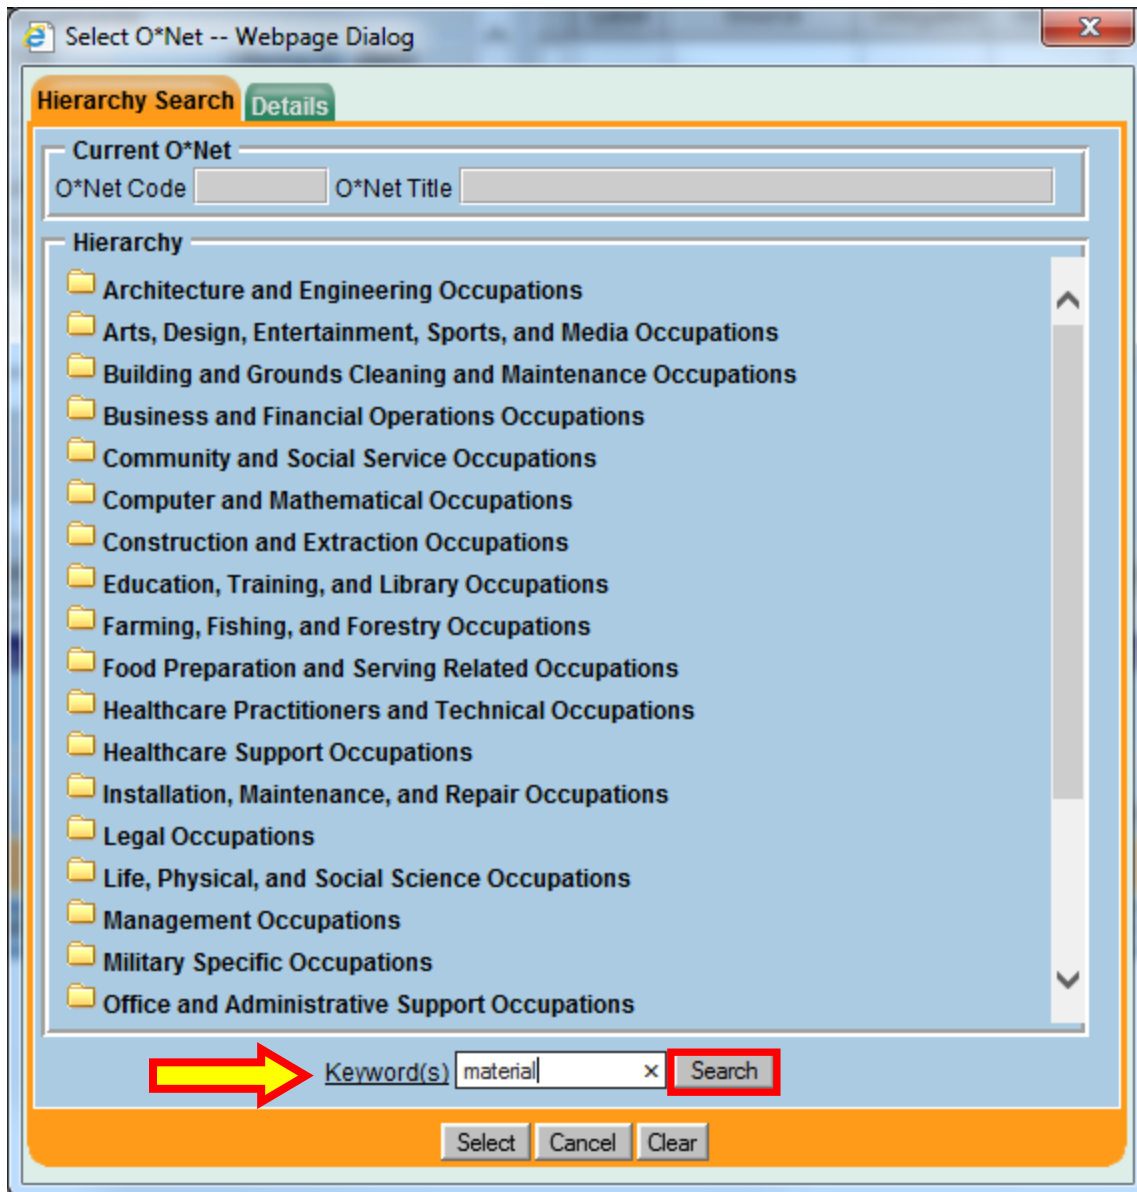 Select O*Net -- Webpage Dialog
Hierarchy Search Details
Current O*Net
O*Net Code O*Net Title
Hierarchy
Architecture and Engineering Occupations
Arts, Design, Entertainment, Sports, and Media Occupations
Building and Grounds Cleaning and Maintenance Occupations
Business and Financial Operations Occupations
Community and Social Service Occupations
Computer and Mathematical Occupations
Construction and Extraction Occupations
Education, Training, and Library Occupations
Farming, Fishing, and Forestry Occupations
Food Preparation and Serving Related Occupations
Healthcare Practitioners and Technical Occupations
Healthcare Support Occupations
Installation, Maintenance, and Repair Occupations
Legal Occupations
Life, Physical, and Social Science Occupations
Management Occupations
Military Specific Occupations
Office and Administrative Support Occupations
Keyword(s) material × Search
Select Cancel Clear